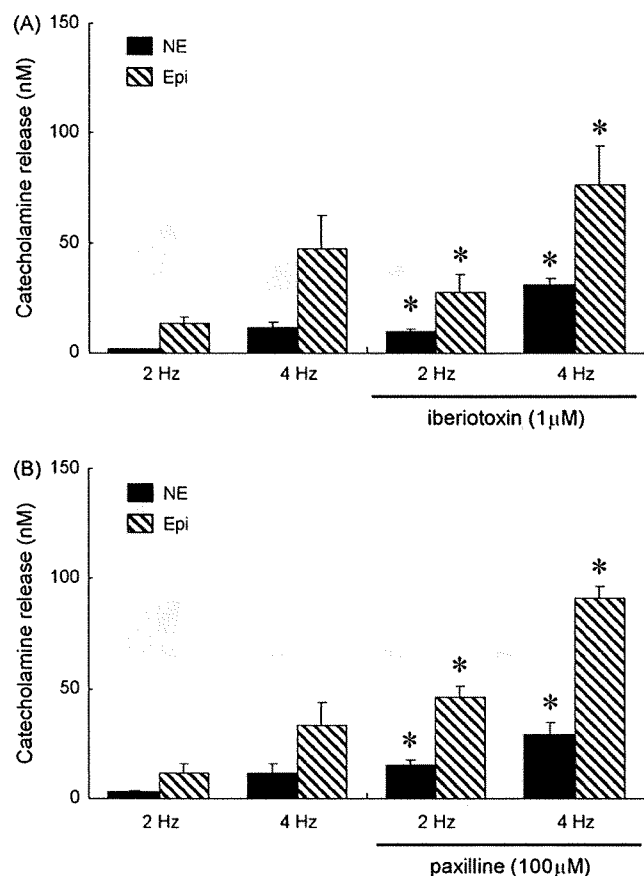 (A)
150
100
50
0
Catecholamine release (nM)
NE
Epi
*
*
*
*
2 Hz
4 Hz
2 Hz
4 Hz
iberiotoxin (1μM)
(B)
150
100
50
0
Catecholamine release (nM)
NE
Epi
*
*
*
*
2 Hz
4 Hz
2 Hz
4 Hz
paxilline (100μM)